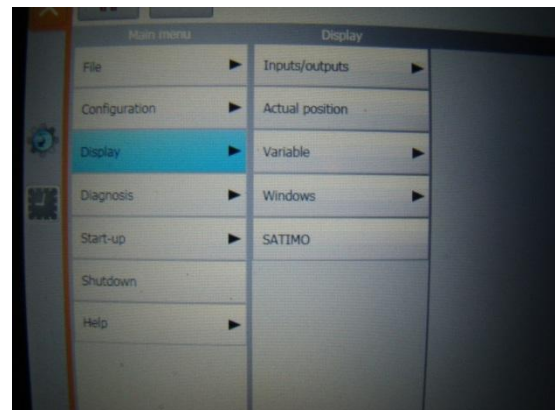 Main menu
Display
File
Inputs/outputs
Configuration
Actual position
Display
Variable
Diagnosis
Windows
Start-up
SATIMO
Shutdown
Help